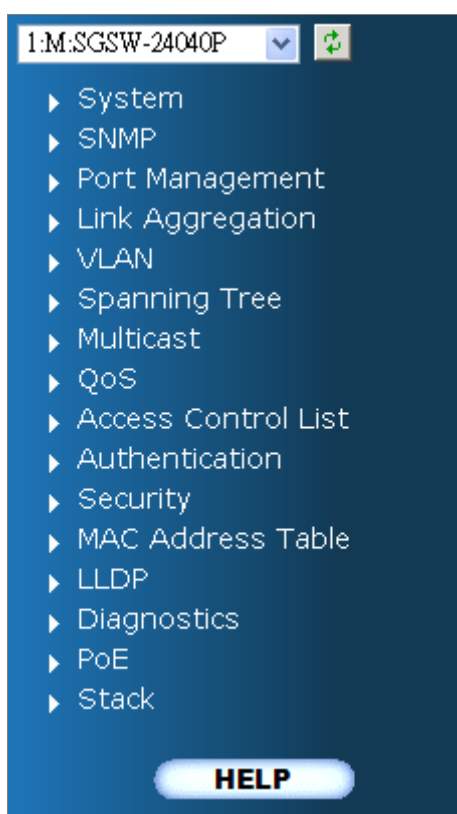 1:M:SGSW-24040P
System
SNMP
Port Management
Link Aggregation
VLAN
Spanning Tree
Multicast
QoS
Access Control List
Authentication
Security
MAC Address Table
LLDP
Diagnostics
PoE
Stack
HELP